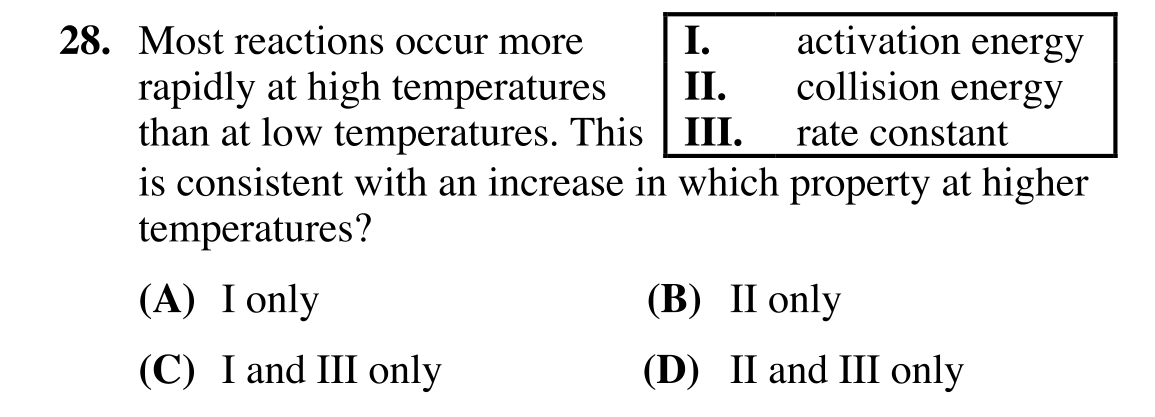 28. Most reactions occur more
rapidly at high temperatures
than at low temperatures. This
I. activation energy
II. collision energy
III. rate constant
is consistent with an increase in which property at higher
temperatures?
(A) I only
(B) II only
(C) I and III only
(D) II and III only